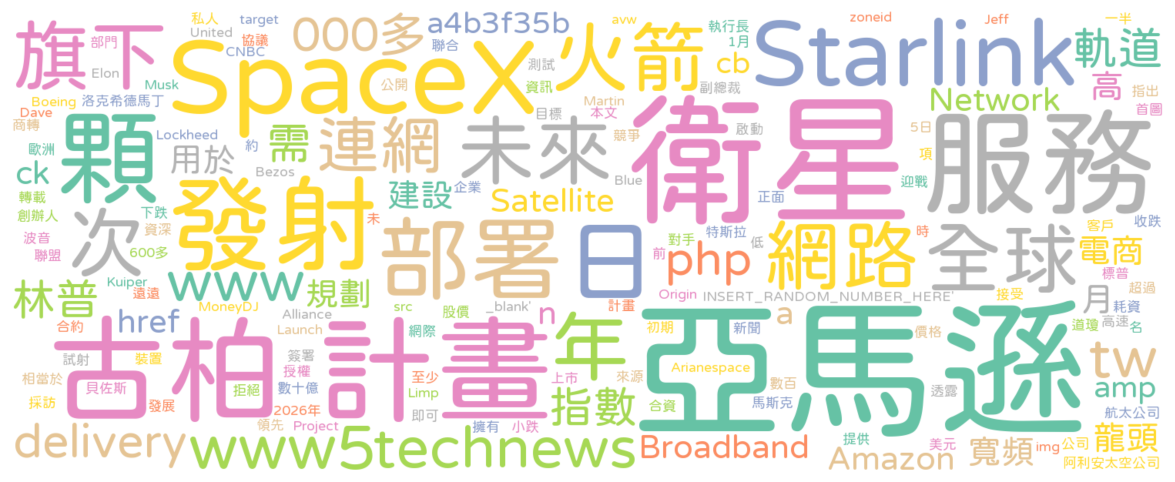 私人 avw target 000多 a4b3f35b 執行長 zoneid Jeff 一半
旗下 部門 United 協議 CNBC 聯合 SpaceX 火箭 測試 1月 cb Starlink 軌道
Elon Musk 公開 資訊 副總裁 高 指出
Boeing 洛克希德馬丁 Martin 本文 Network 首圖
Dave 商轉 顆 Lockheed 約 需 連網 目標 未來 競爭 啟動 衛星 5日 服務
歐洲 用於 項
ck Bezos Blue 正面 迎戰
轉載 發射 建設 企業 Satellite
創辦人 次 下跌 未 部署 日 特斯拉 前 低 網路 時 全球 客戶 收跌
波音 資深 對手 php 電商
聯盟 600多 標普
Kuiper www 規劃 Origin INSERT_RANDOM_NUMBER_HERE' 接受 月 超過
林普 遠遠 MoneyDJ src 股價 _blank' 計畫 耗資
合約 href Alliance n a 高速 名
Launch 網際 年 初期 新聞 亞馬遜 價格 道瓊
試射 裝置 古柏計畫 簽署 tw
相當於 授權 至少 上市 來源 Arianespace
貝佐斯 拒絕 數十億 Limp 指數 數百 透露 amp
採訪 發展 2026年 即可 合資 馬斯克 航太公司
領先 Project 擁有 小跌
delivery www5technews Broadband 提供 美元 寬頻 img 公司 龍頭
Amazon 阿利安太空公司